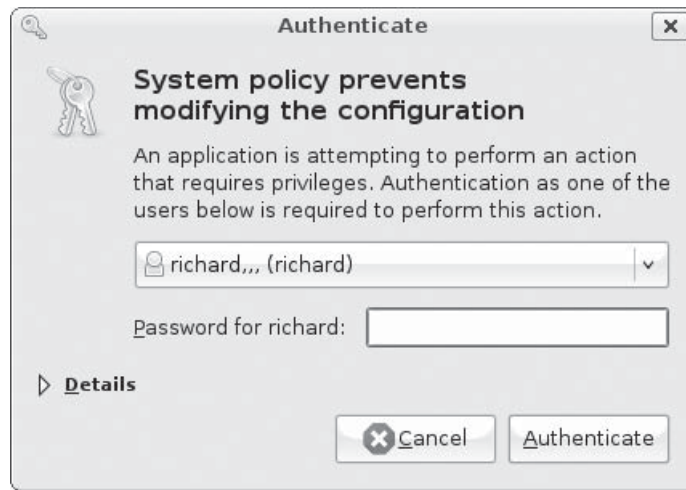 Authenticate
System policy prevents
modifying the configuration
An application is attempting to perform an action
that requires privileges. Authentication as one of the
users below is required to perform this action.
richard,,, (richard)
Password for richard:
Details
Cancel
Authenticate